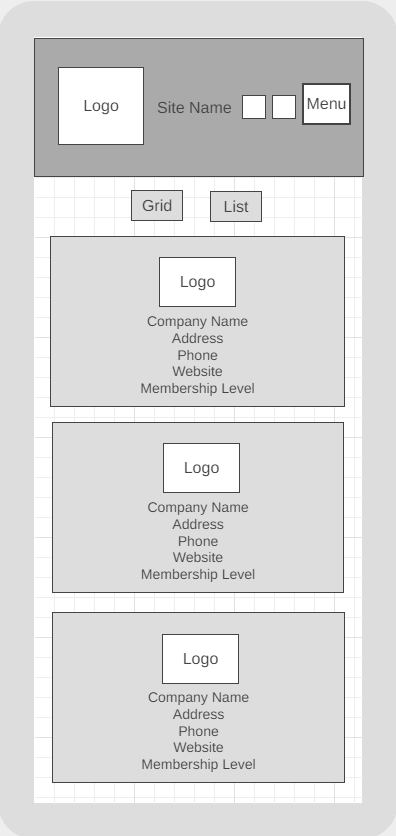 Logo
Site Name
Menu
Grid
List
Logo
Company Name
Address
Phone
Website
Membership Level
Logo
Company Name
Address
Phone
Website
Membership Level
Logo
Company Name
Address
Phone
Website
Membership Level